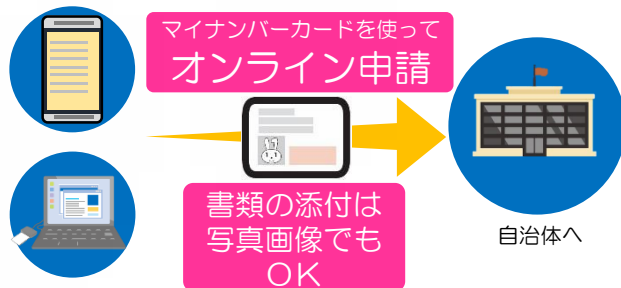 マイナンバーカードを使って
オンライン申請
書類の添付は
写真画像でも
OK
自治体へ